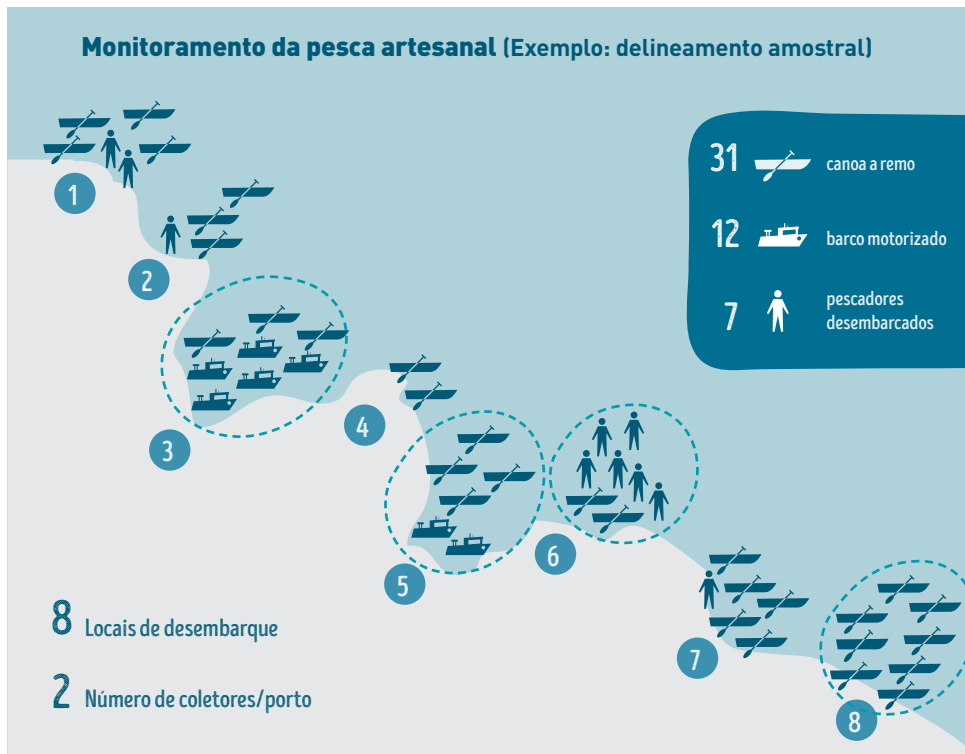 Monitoramento da pesca artesanal (Exemplo: delineamento amostral)
31 canoa a remo
12 barco motorizado
7 pescadores
desembarcados
1
2
3
4
5
6
7
8
8 Locais de desembarque
2 Número de coletores/porto